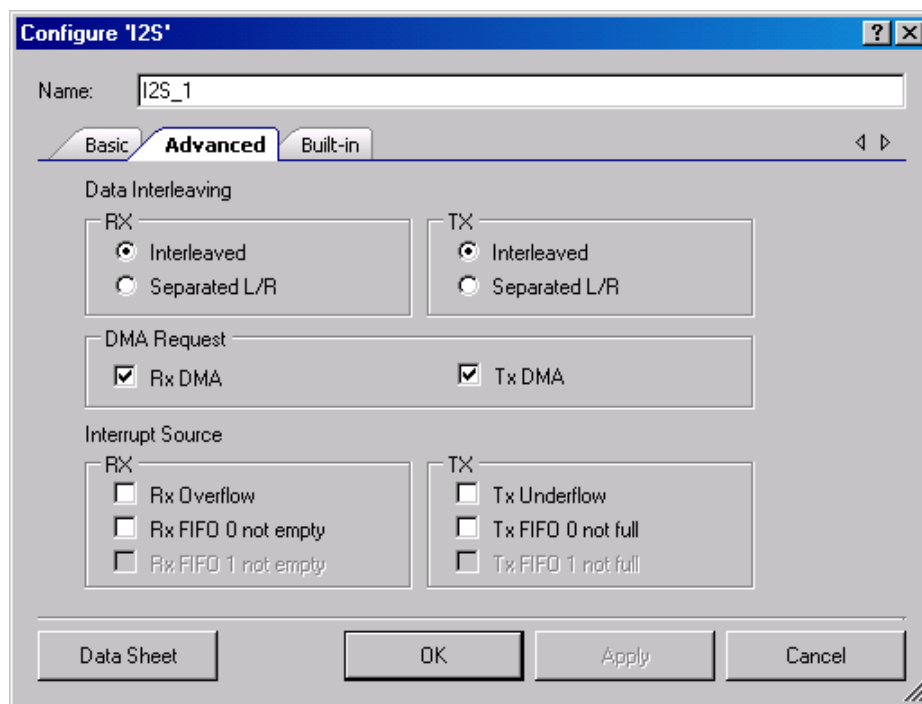 Configure 'I2S'
Name: I2S_1
Basic Advanced Built-in
Data Interleaving
RX TX
Interleaved Interleaved
Separated L/R Separated L/R
DMA Request
Rx DMA Tx DMA
Interrupt Source
RX TX
Rx Overflow Tx Underflow
Rx FIFO 0 not empty Tx FIFO 0 not full
Rx FIFO 1 not empty Tx FIFO 1 not full
Data Sheet OK Apply Cancel